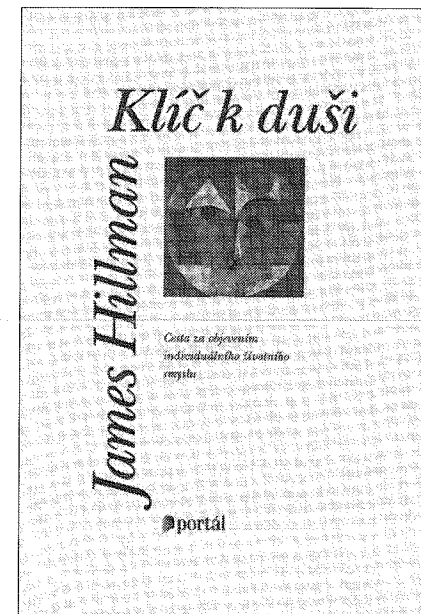 Klíč k duši
James Hillman
Cesta za objevením
individuálního životního
smyslu
portál